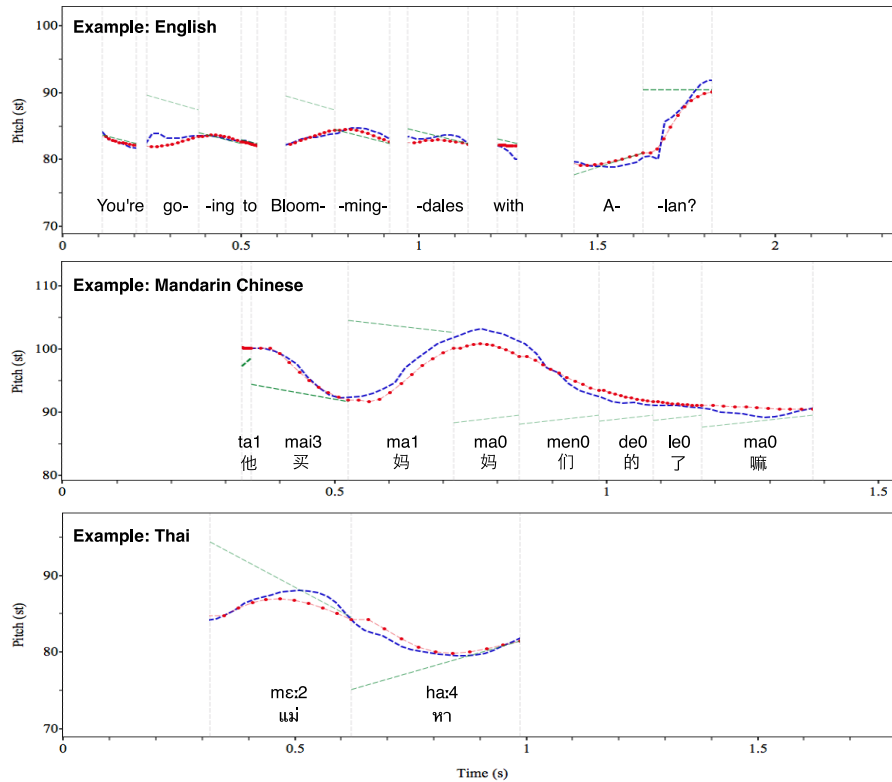 Example: English
Pitch (st)
100
90
80
70
You're go- -ing to Bloom- -ming- -dales with A- -lan?
0 0.5 1 1.5 2
Example: Mandarin Chinese
Pitch (st)
110
100
90
80
ta1 mai3 ma1 ma0 men0 de0 le0 ma0
他 买 妈 妈 们 的 了 嘛
0 0.5 1 1.5
Example: Thai
Pitch (st)
90
80
70
mɛ:2 ha:4
แม่ หา
0 0.5 1 1.5
Time (s)